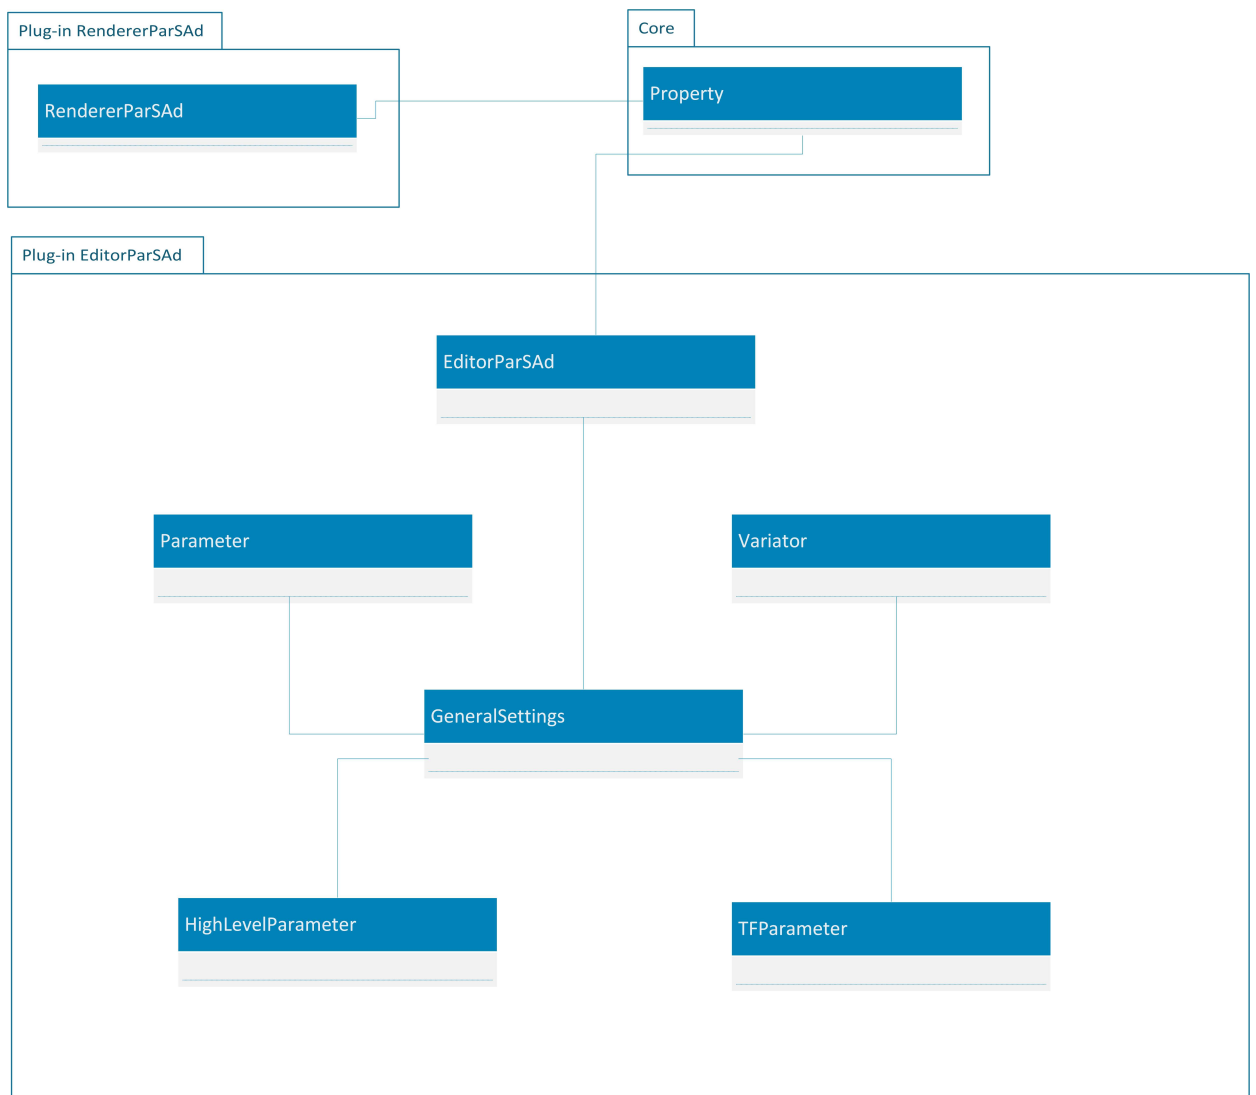 Plug-in RendererParSAd
Core
RendererParSAd
Property
Plug-in EditorParSAd
EditorParSAd
Parameter
Variator
GeneralSettings
HighLevelParameter
TFParameter